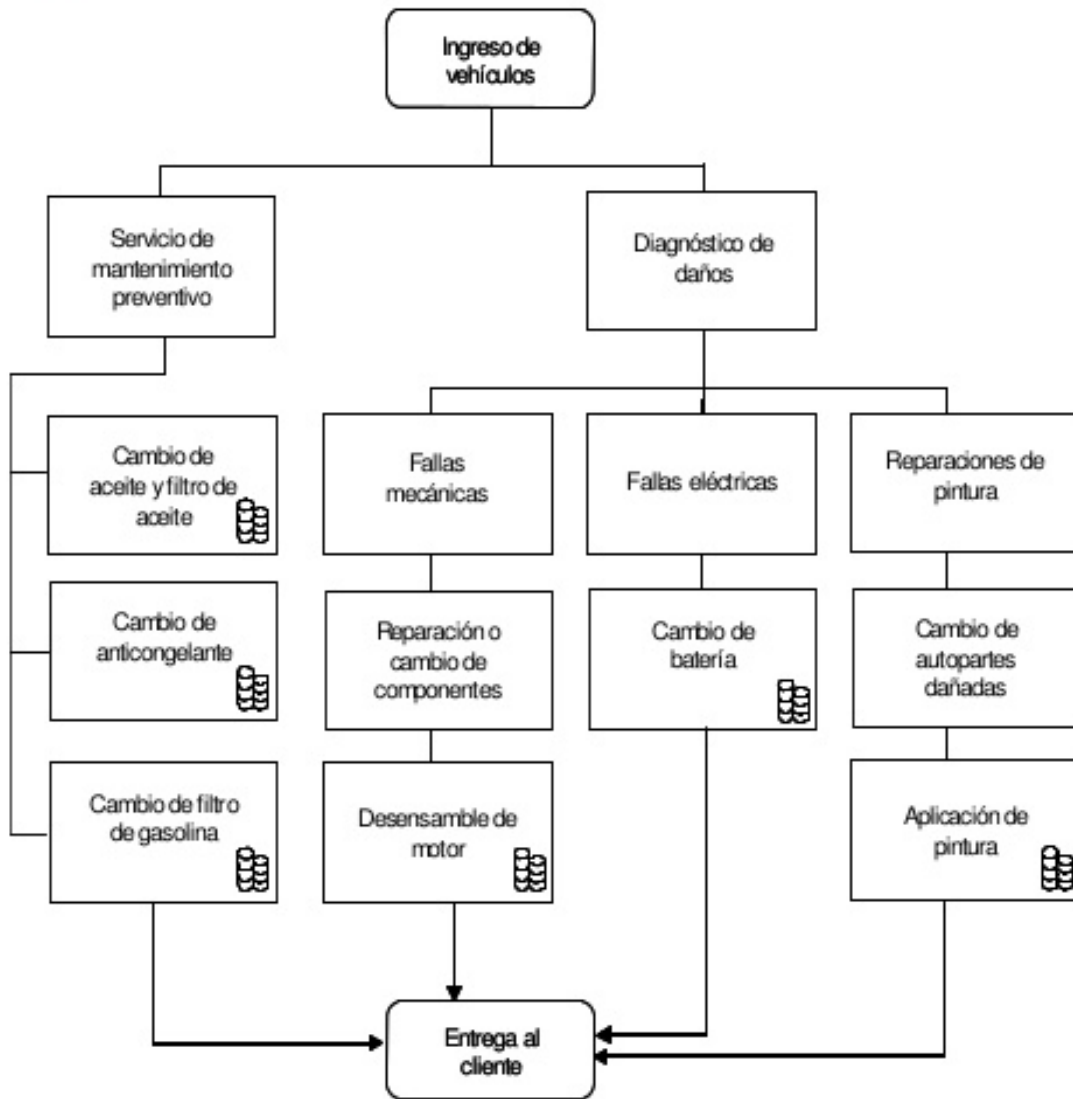 Ingreso de
vehículos
Servicio de
mantenimiento
preventivo
Diagnóstico de
daños
Cambio de
aceite y filtro de
aceite
Fallas
mecánicas
Fallas eléctricas
Reparaciones de
pintura
Cambio de
anticongelante
Reparación o
cambio de
componentes
Cambio de
batería
Cambio de
autopartes
dañadas
Cambio de filtro
de gasolina
Desensamble de
motor
Aplicación de
pintura
Entrega al
cliente